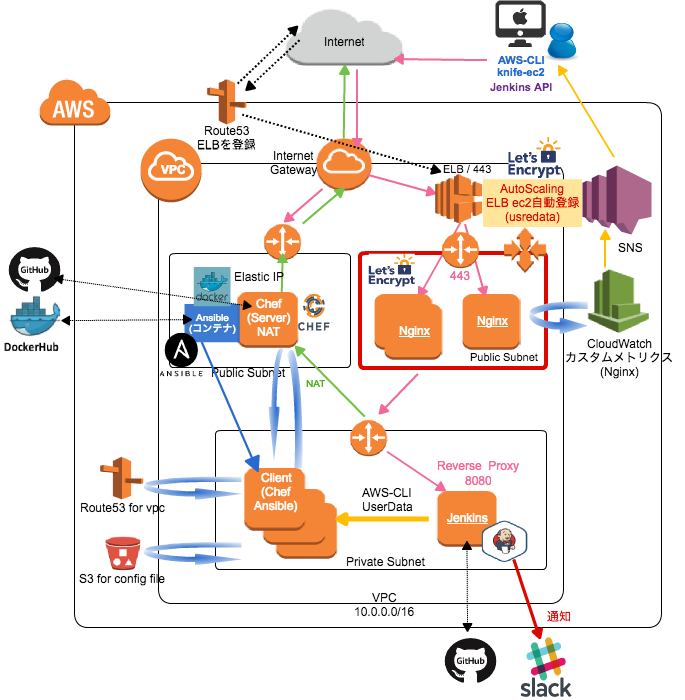 Internet
AWS-CLI
knife-ec2
Jenkins API
AWS
Route53
ELBを登録
Internet
Gateway
VPC
ELB / 443
Let's
Encrypt
AutoScaling
ELB ec2自動登録
(usredata)
SNS
GitHub
DockerHub
docker
Elastic IP
Chef
(Server)
NAT
Ansible
(コンテナ)
CHEF
ANSIBLE
Public Subnet
Let's
Encrypt
443
Nginx
Nginx
Public Subnet
CloudWatch
カスタムメトリクス
(Nginx)
NAT
Route53 for vpc
S3 for config file
Client
(Chef
Ansible)
AWS-CLI
UserData
Reverse Proxy
8080
Jenkins
Private Subnet
VPC
10.0.0.0/16
通知
GitHub
slack